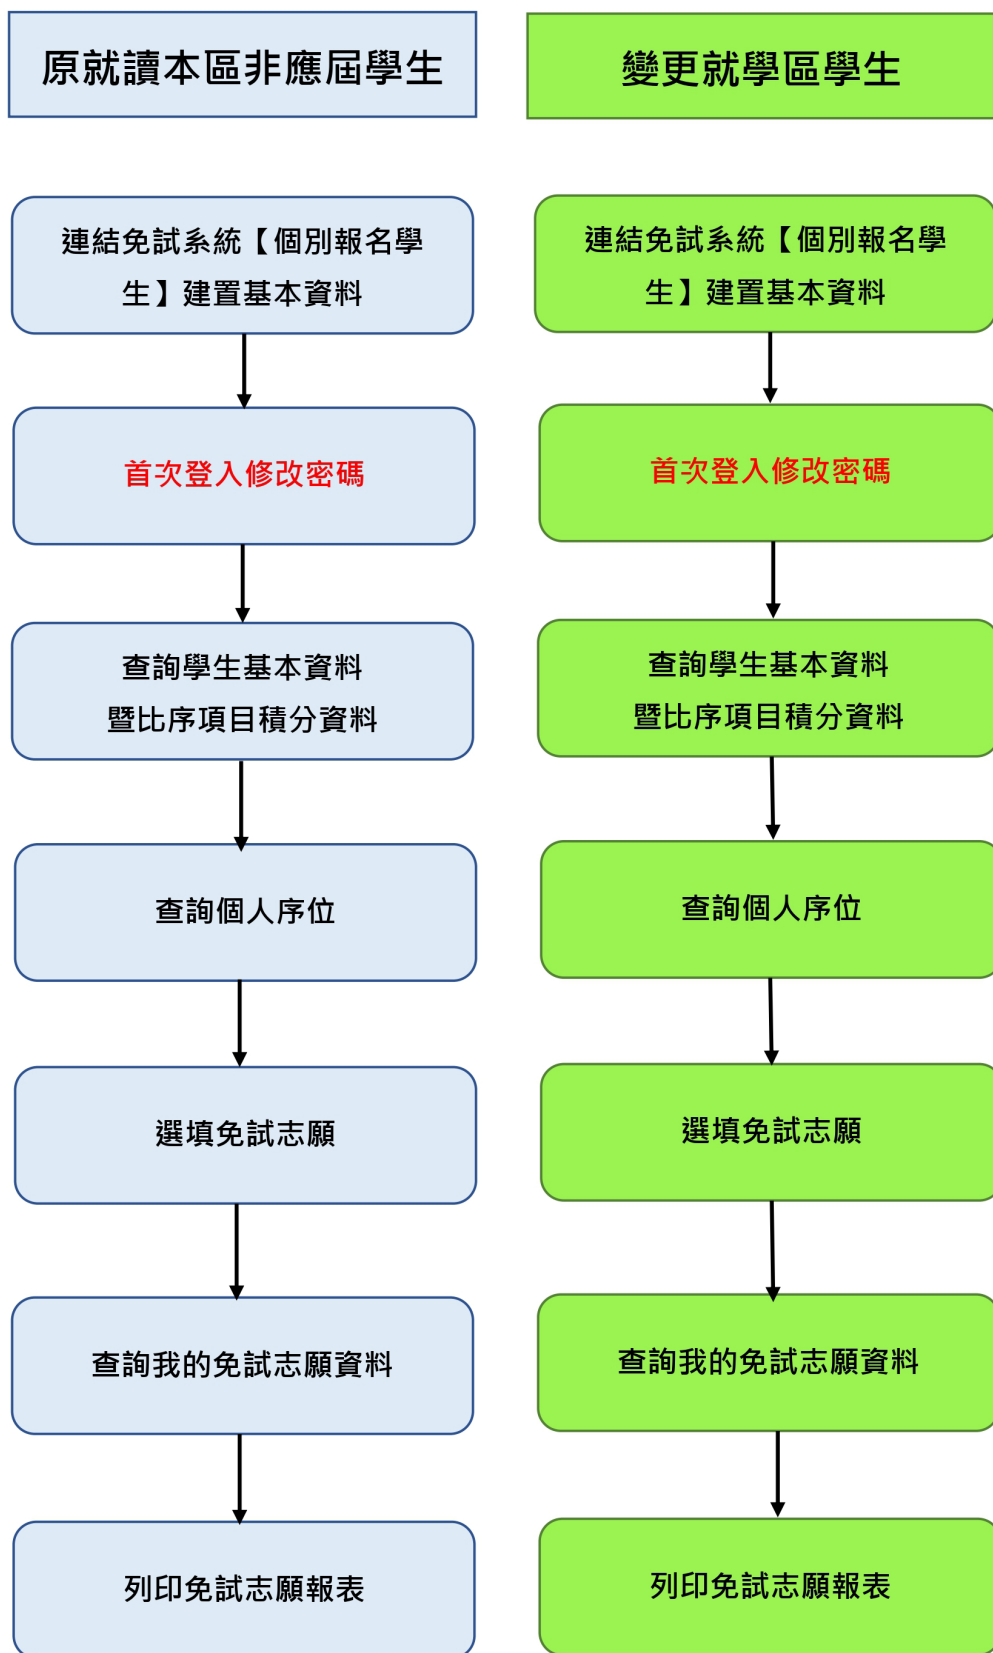 原就讀本區非應屆學生
連結免試系統【個別報名學
生】建置基本資料
首次登入修改密碼
查詢學生基本資料
暨比序項目積分資料
查詢個人序位
選填免試志願
查詢我的免試志願資料
列印免試志願報表
變更就學區學生
連結免試系統【個別報名學
生】建置基本資料
首次登入修改密碼
查詢學生基本資料
暨比序項目積分資料
查詢個人序位
選填免試志願
查詢我的免試志願資料
列印免試志願報表